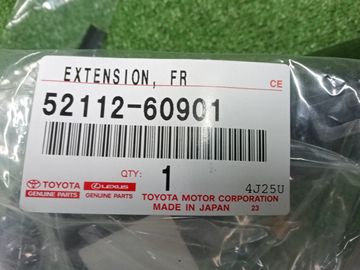 EXTENSION, FR
CE
52112-60901
QTY: 1
4J25U
TOYOTA GENUINE PARTS
LEXUS GENUINE PARTS
TOYOTA MOTOR CORPORATION
MADE IN JAPAN 23